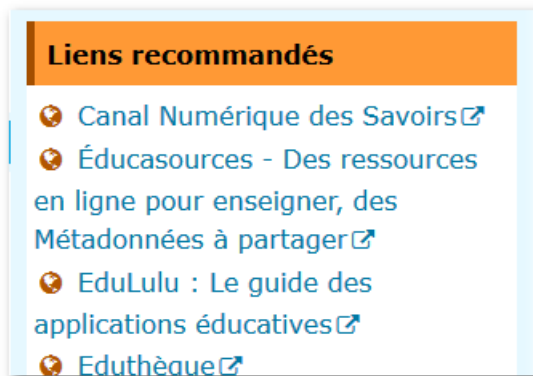 Liens recommandés
Canal Numérique des Savoirs
Éducasources - Des ressources
en ligne pour enseigner, des
Métadonnées à partager
EduLulu : Le guide des
applications éducatives
Eduthèque